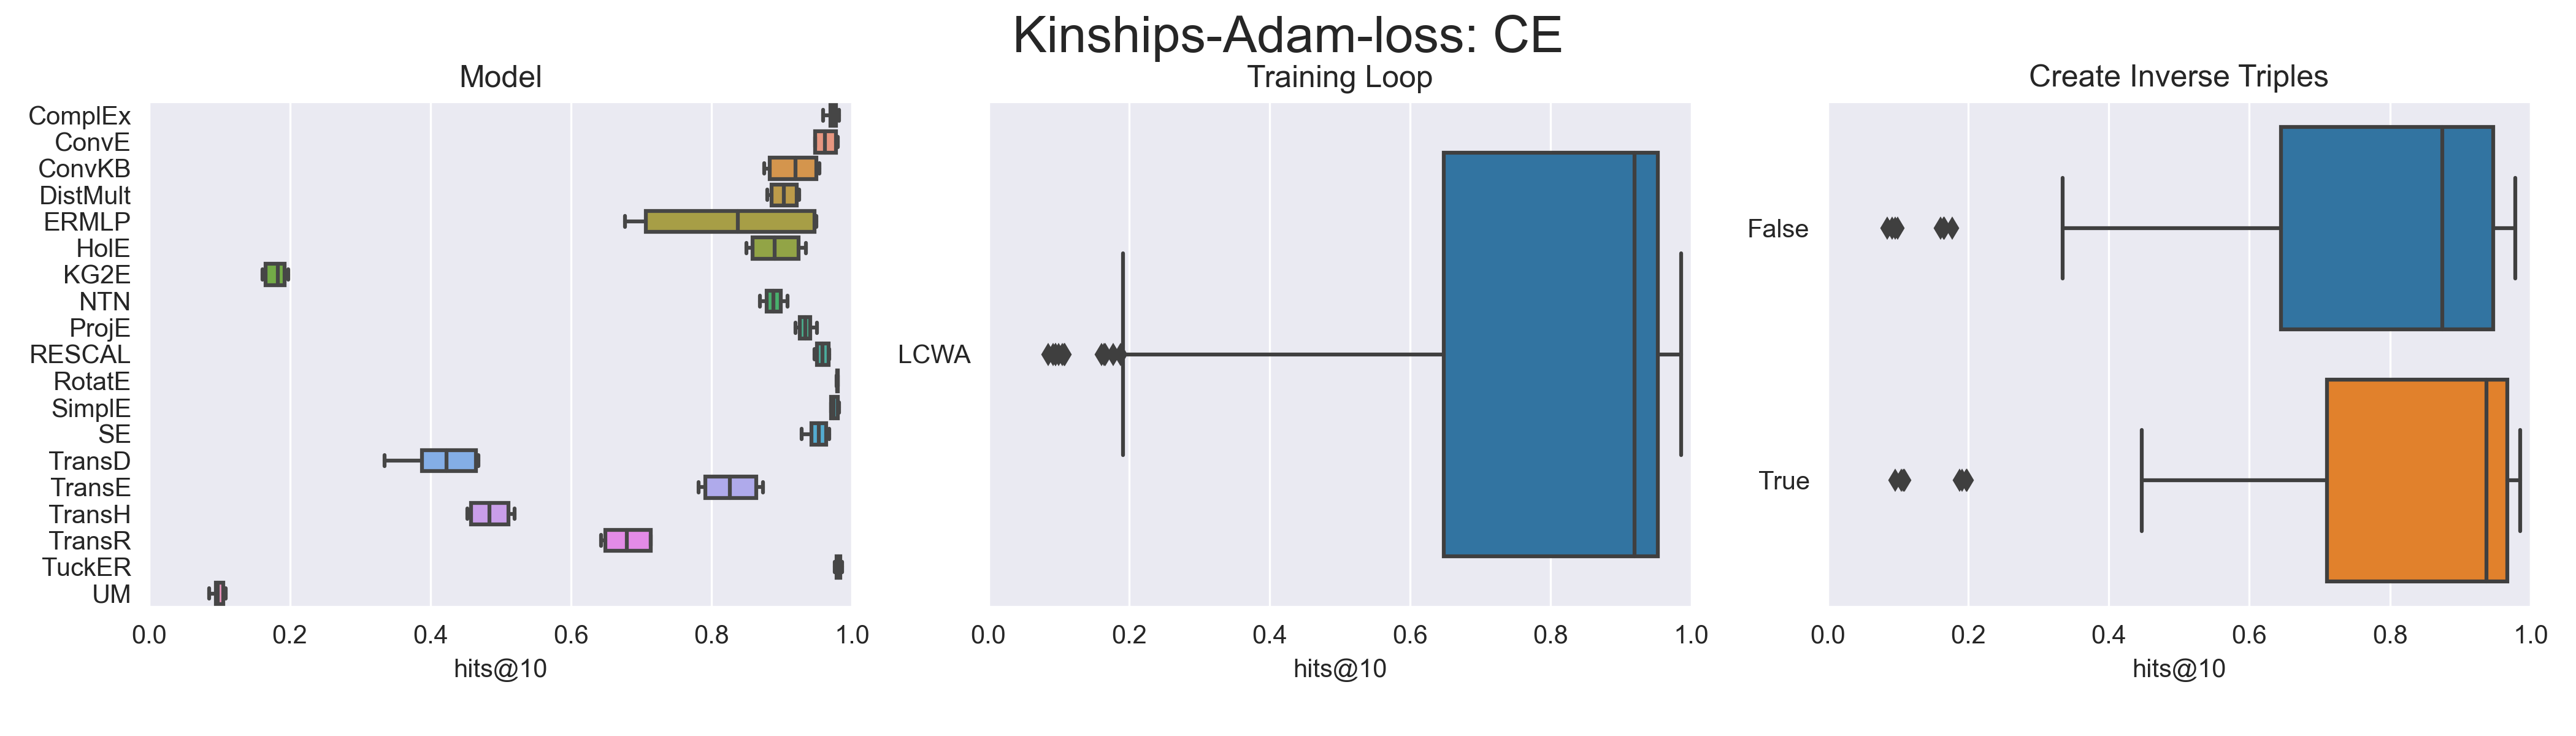 Kinships-Adam-loss: CE
Model
ComplEx
ConvE
ConvKB
DistMult
ERMLP
HolE
KG2E
NTN
ProjE
RESCAL
RotatE
SimplE
SE
TransD
TransE
TransH
TransR
TuckER
UM
0.0 0.2 0.4 0.6 0.8 1.0
hits@10
Training Loop
LCWA
0.0 0.2 0.4 0.6 0.8 1.0
hits@10
Create Inverse Triples
False
True
0.0 0.2 0.4 0.6 0.8 1.0
hits@10